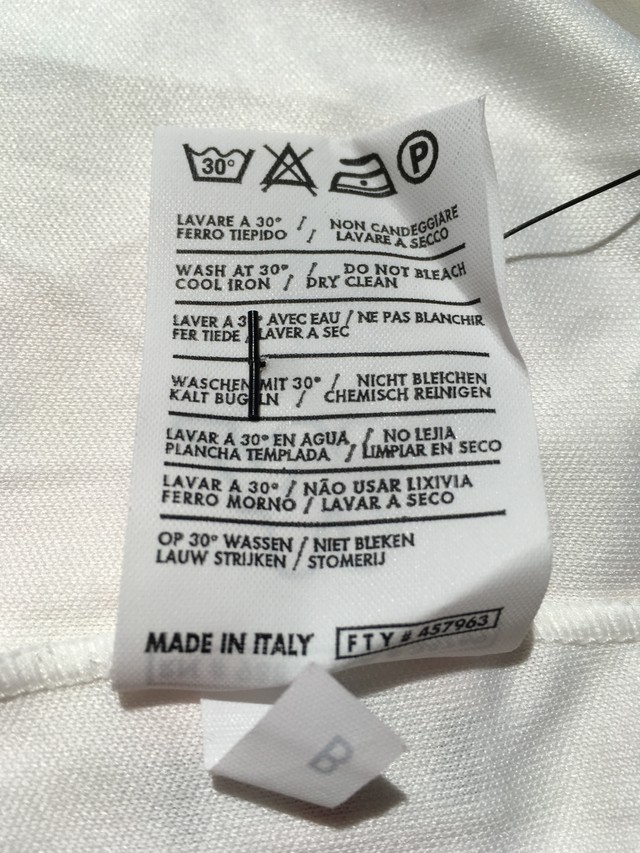 30° P
LAVARE A 30° / NON CANDEGGIARE
FERRO TIEPIDO / LAVARE A SECCO
WASH AT 30° / DO NOT BLEACH
COOL IRON / DRY CLEAN
LAVER A 3 AVEC EAU / NE PAS BLANCHIR
FER TIEDE / LAVER A SEC
WASCHEN MIT 30° / NICHT BLEICHEN
KALT / CHEMISCH REINIGEN
LAVAR A 30° EN AGUA / NO LEJIA
PLANCHA TEMPLADA / LIMPIAR EN SECO
LAVAR A 30° / NÃO USAR LIXIVIA
FERRO MORNO / LAVAR A SECO
OP 30° WASSEN / NIET BLEKEN
LAUW STRIJKEN / STOMERIJ
MADE IN ITALY FTY # 457963
B